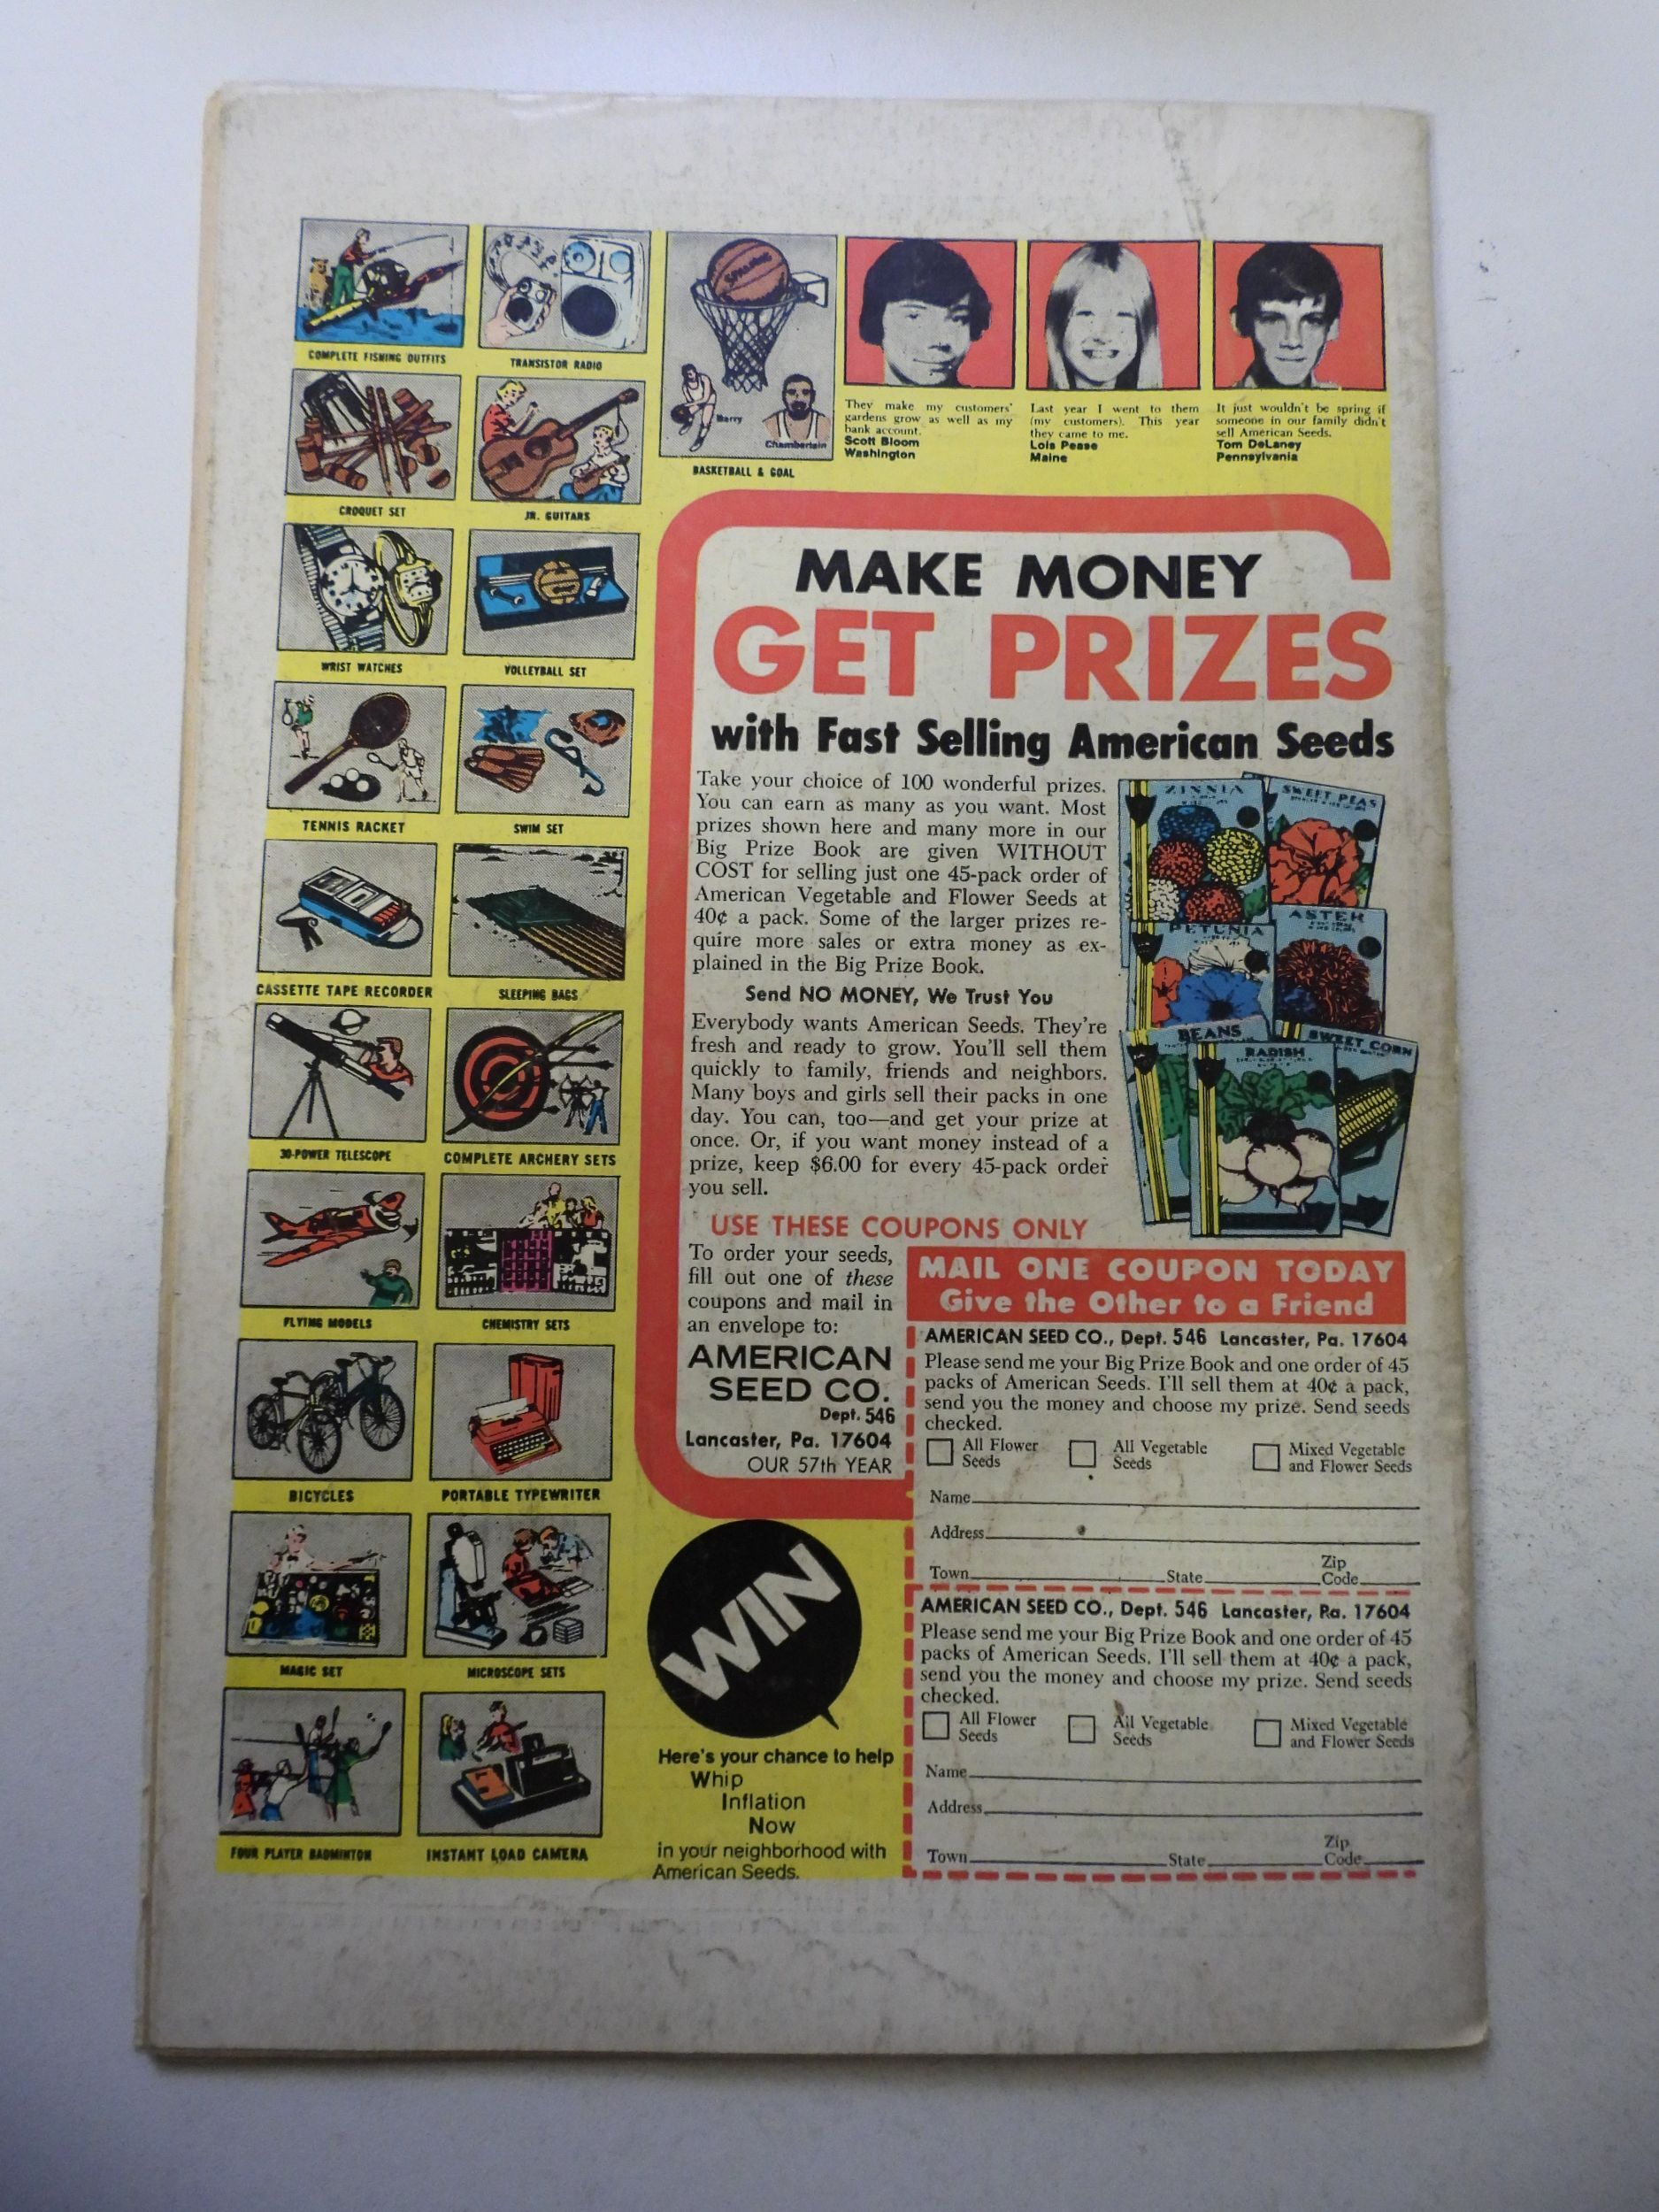 COMPLETE FISHING OUTFITS
TRANSISTOR RADIO
CROQUET SET
JR. GUITARS
WRIST WATCHES
VOLLEYBALL SET
TENNIS RACKET
SWIM SET
CASSETTE TAPE RECORDER
SLEEPING BAGS
30-POWER TELESCOPE
COMPLETE ARCHERY SETS
FLYING MODELS
CHEMISTRY SETS
BICYCLES
PORTABLE TYPEWRITER
MAGIC SET
MICROSCOPE SETS
FOUR PLAYER BADMINTON
INSTANT LOAD CAMERA
SPALDING
Barry
Chamberlain
BASKETBALL & GOAL
They make my customers'
gardens grow as well as my
bank account.
Scott Bloom
Washington
Last year I went to them
(my customers). This year
they came to me.
Lois Pease
Maine
It just wouldn't be spring if
someone in our family didn't
sell American Seeds.
Tom DeLaney
Pennsylvania
MAKE MONEY
GET PRIZES
with Fast Selling American Seeds
Take your choice of 100 wonderful prizes.
You can earn as many as you want. Most
prizes shown here and many more in our
Big Prize Book are given WITHOUT
COST for selling just one 45-pack order of
American Vegetable and Flower Seeds at
40¢ a pack. Some of the larger prizes re-
quire more sales or extra money as ex-
plained in the Big Prize Book.
Send NO MONEY, We Trust You
Everybody wants American Seeds. They're
fresh and ready to grow. You'll sell them
quickly to family, friends and neighbors.
Many boys and girls sell their packs in one
day. You can, too—and get your prize at
once. Or, if you want money instead of a
prize, keep $6.00 for every 45-pack order
you sell.
ZINNIA
SWEET PEAS
PETUNIA
ASTER
BEANS
RADISH
SWEET CORN
USE THESE COUPONS ONLY
To order your seeds,
fill out one of these
coupons and mail in
an envelope to:
AMERICAN
SEED CO.
Dept. 546
Lancaster, Pa. 17604
OUR 57th YEAR
MAIL ONE COUPON TODAY
Give the Other to a Friend
AMERICAN SEED CO., Dept. 546 Lancaster, Pa. 17604
Please send me your Big Prize Book and one order of 45
packs of American Seeds. I'll sell them at 40¢ a pack,
send you the money and choose my prize. Send seeds
checked.
All Flower Seeds
All Vegetable Seeds
Mixed Vegetable and Flower Seeds
Name
Address
Town State Zip Code
AMERICAN SEED CO., Dept. 546 Lancaster, Pa. 17604
Please send me your Big Prize Book and one order of 45
packs of American Seeds. I'll sell them at 40¢ a pack,
send you the money and choose my prize. Send seeds
checked.
All Flower Seeds
All Vegetable Seeds
Mixed Vegetable and Flower Seeds
Name
Address
Town State Zip Code
WIN
Here's your chance to help
Whip
Inflation
Now
in your neighborhood with
American Seeds.